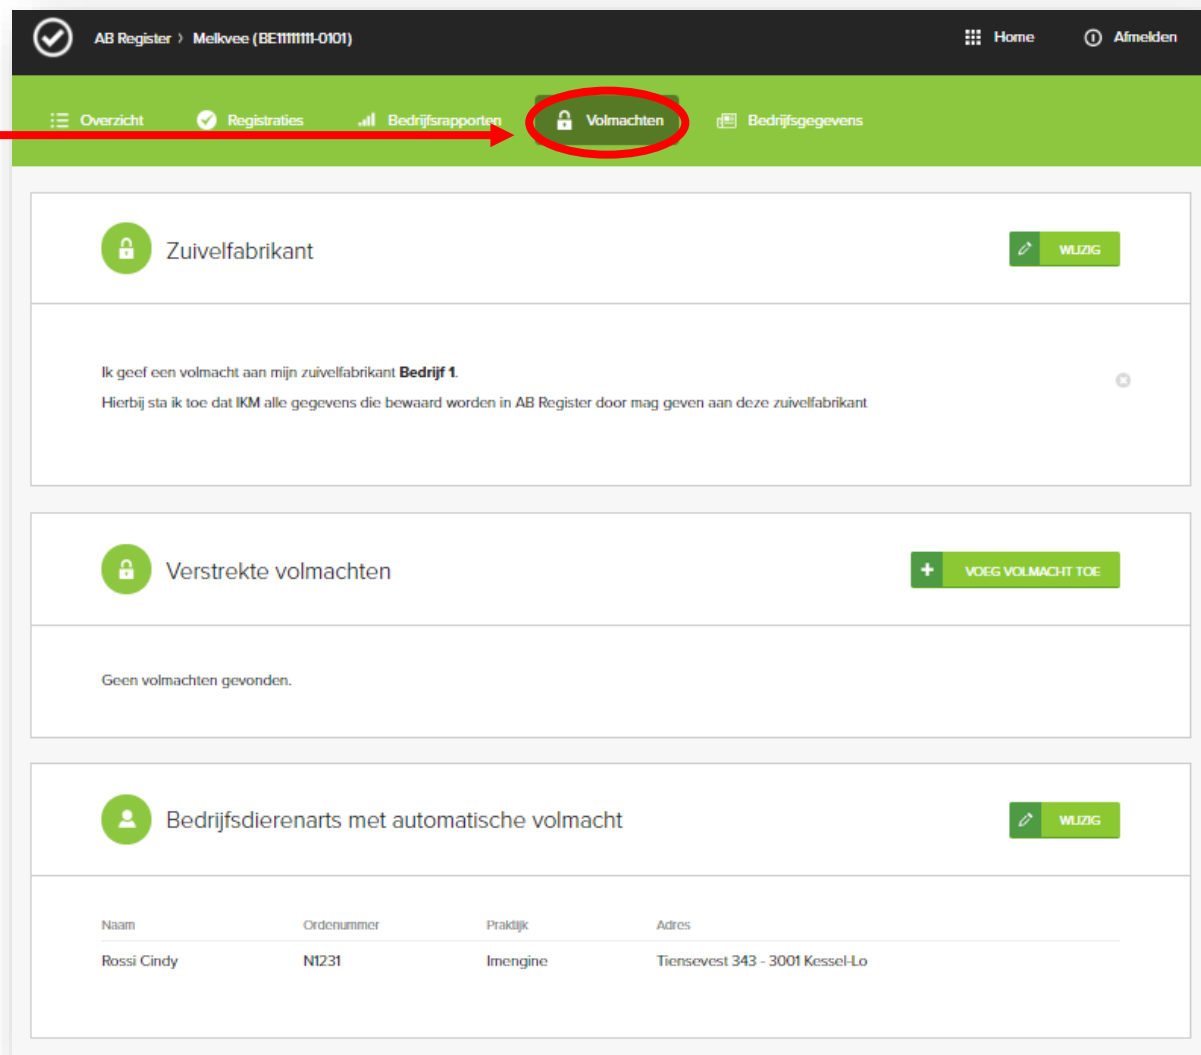 AB Register > Melkvee (BE11111111-0101)
Home
Afmelden
Overzicht
Registraties
Bedrijfsrapporten
Volmachten
Bedrijfsgegevens
Zuivelfabrikant
WIJZIG
Ik geef een volmacht aan mijn zuivelfabrikant Bedrijf 1.
Hierbij sta ik toe dat IKM alle gegevens die bewaard worden in AB Register door mag geven aan deze zuivelfabrikant
Verstrekte volmachten
VOEG VOLMACHT TOE
Geen volmachten gevonden.
Bedrijfsdierenarts met automatische volmacht
WIJZIG
Naam Ordenummer Praktijk Adres
Rossi Cindy N1231 Imengine Tiensevest 343 - 3001 Kessel-Lo